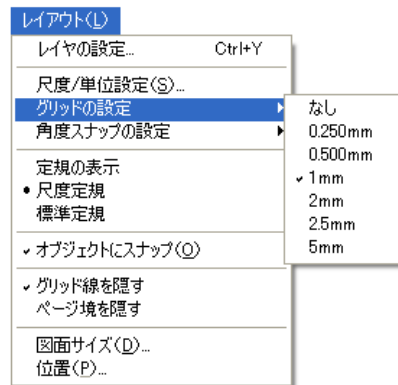 レイアウト(L)
レイヤの設定... Ctrl+Y
尺度/単位設定(S)...
グリッドの設定
角度スナップの設定
定規の表示
尺度定規
標準定規
オブジェクトにスナップ(O)
グリッド線を隠す
ページ境を隠す
図面サイズ(D)...
位置(P)...
なし
0.250mm
0.500mm
1mm
2mm
2.5mm
5mm